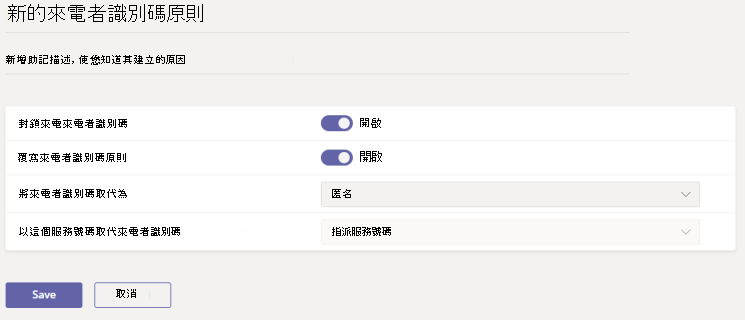 新的來電者識別碼原則
新增助記描述，使您知道其建立的原因
封鎖來電來電者識別碼
開啟
覆寫來電者識別碼原則
開啟
將來電者識別碼取代為
匿名
以這個服務號碼取代來電者識別碼
指派服務號碼
Save
取消